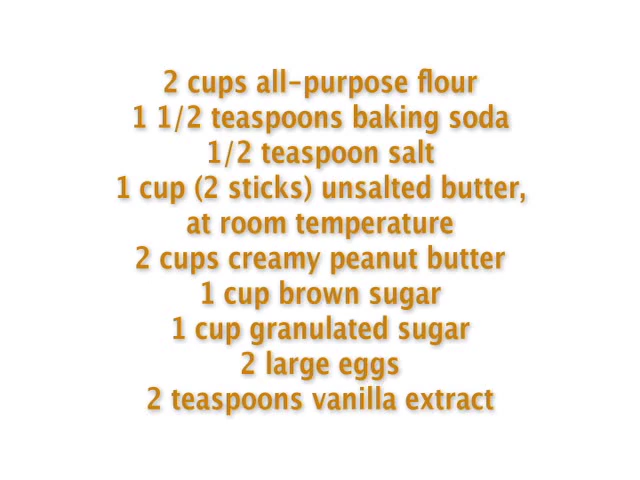 2 cups all-purpose flour
1 1/2 teaspoons baking soda
1/2 teaspoon salt
1 cup (2 sticks) unsalted butter,
at room temperature
2 cups creamy peanut butter
1 cup brown sugar
1 cup granulated sugar
2 large eggs
2 teaspoons vanilla extract